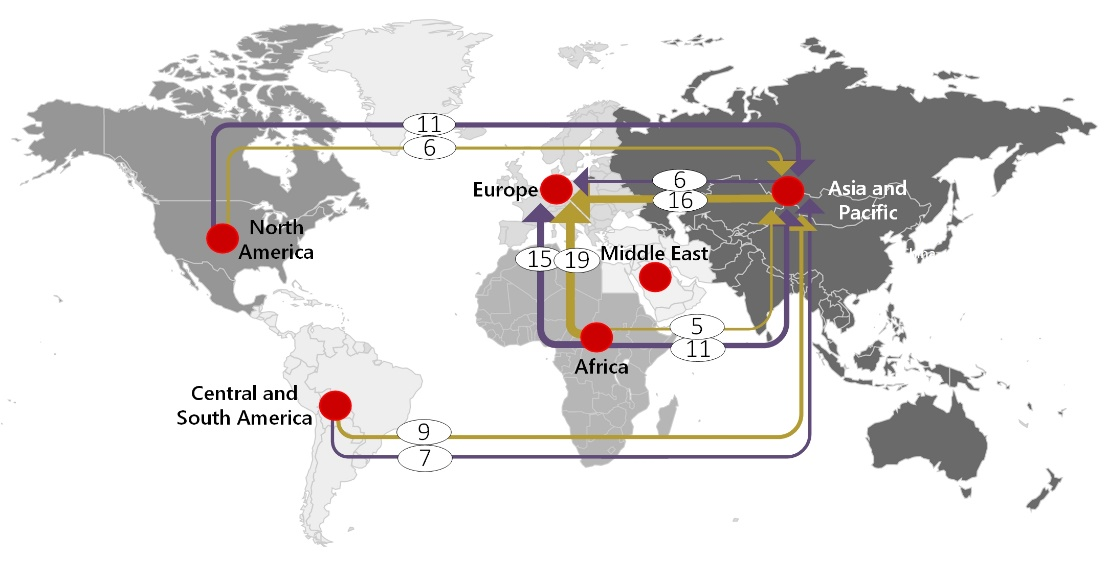 11
6
Europe
6
16
Asia and
Pacific
North
America
15
19
Middle East
5
11
Africa
Central and
South America
9
7